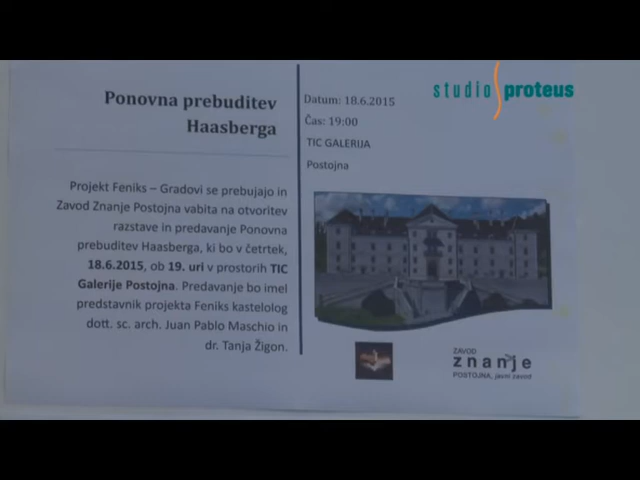 studio proteus
Ponovna prebuditev
Haasberga
Projekt Feniks – Gradovi se prebujajo in
Zavod Znanje Postojna vabita na otvoritev
razstave in predavanje Ponovna
prebuditev Haasberga, ki bo v četrtek,
18.6.2015, ob 19. uri v prostorih TIC
Galerije Postojna. Predavanje bo imel
predstavnik projekta Feniks kastelolog
dott. sc. arch. Juan Pablo Maschio in
dr. Tanja Žigon.
Datum: 18.6.2015
Čas: 19:00
TIC GALERIJA
Postojna
ZAVOD
znanje
POSTOJNA, javni zavod